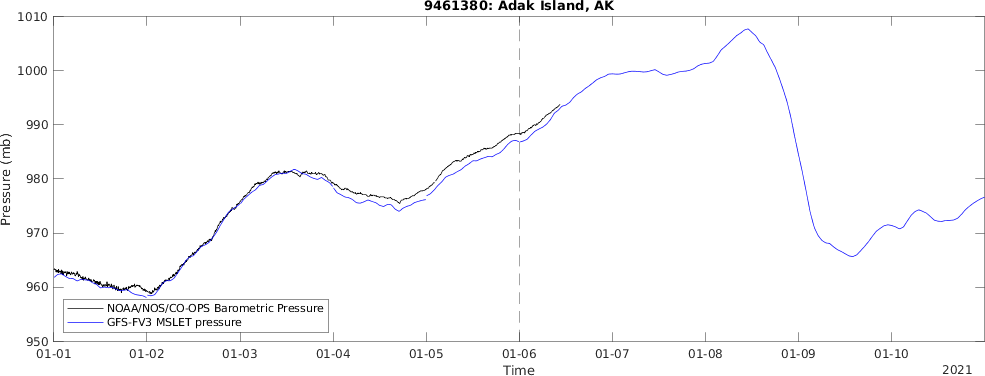 9461380: Adak Island, AK
Pressure (mb)
1010
1000
990
980
970
960
950
NOAA/NOS/CO-OPS Barometric Pressure
GFS-FV3 MSLET pressure
01-01 01-02 01-03 01-04 01-05 01-06 01-07 01-08 01-09 01-10
Time
2021